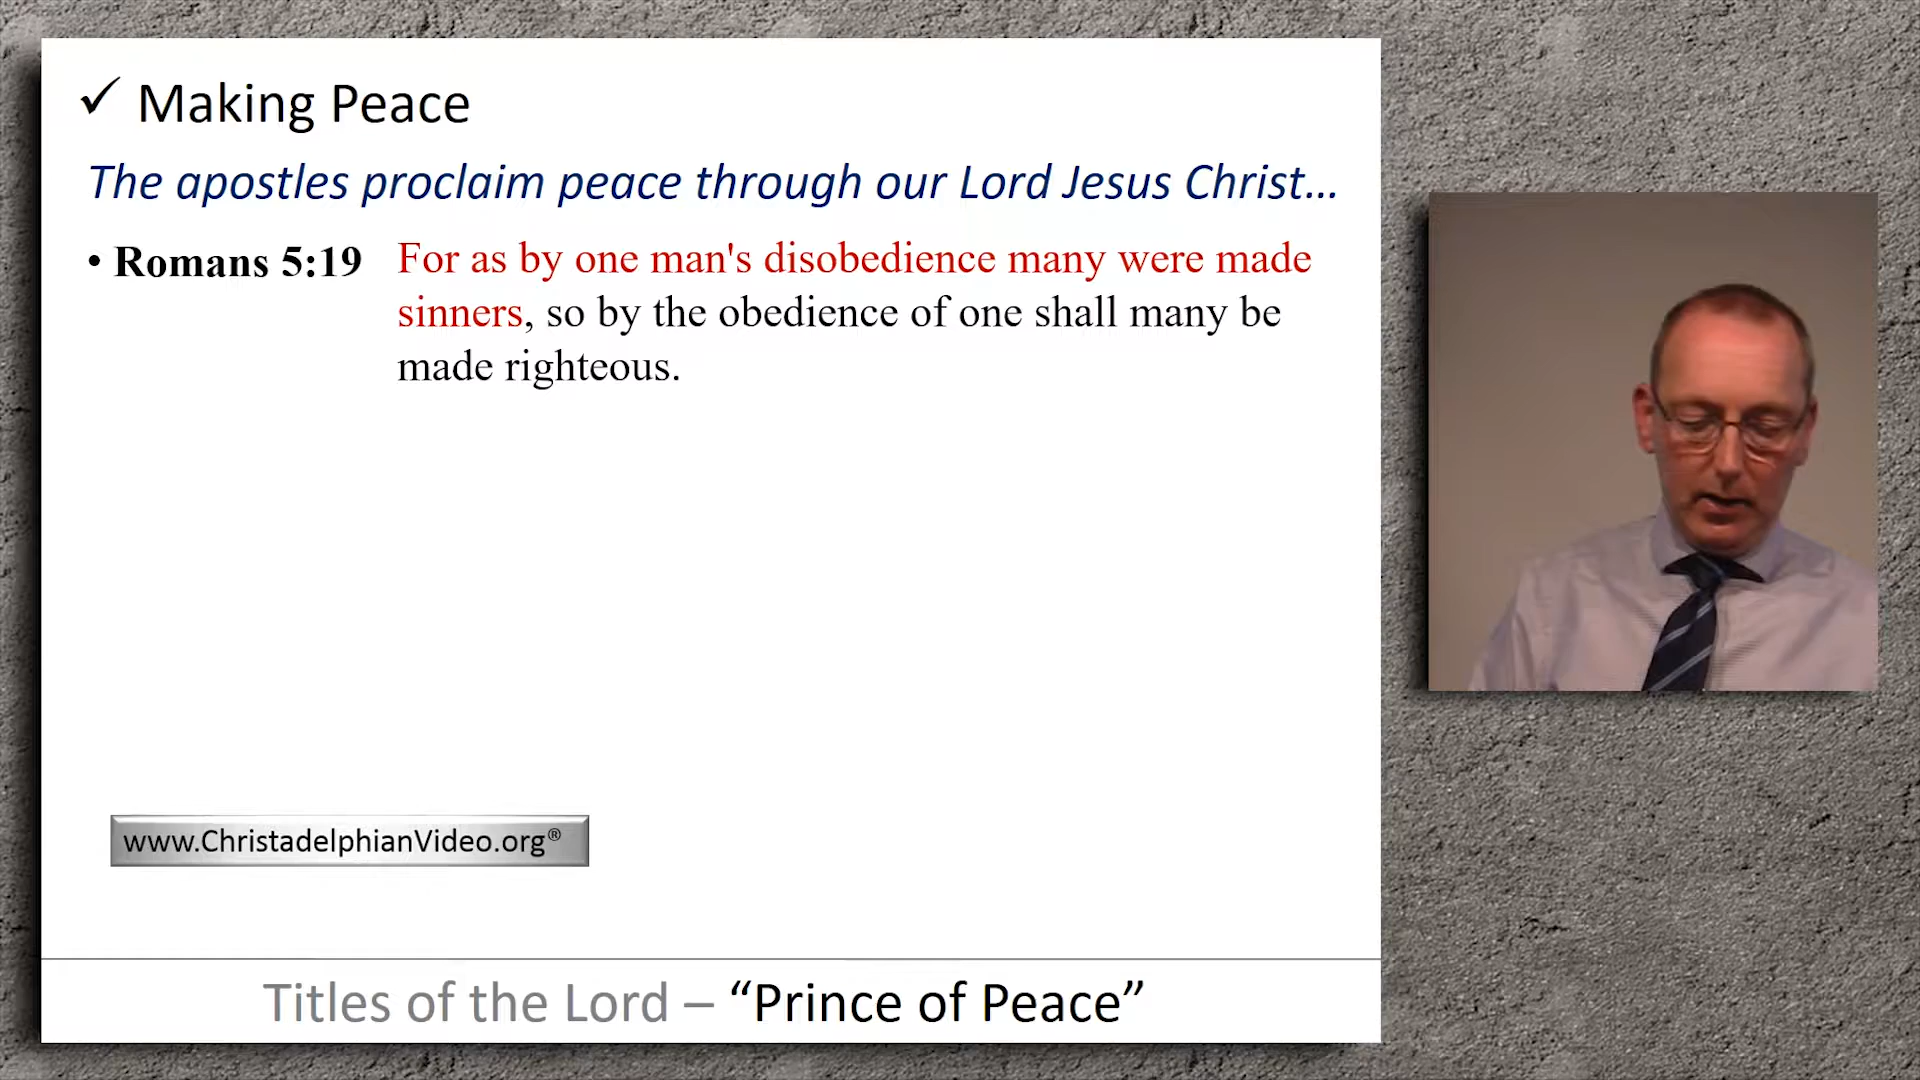 ✓ Making Peace
The apostles proclaim peace through our Lord Jesus Christ…
• Romans 5:19 For as by one man's disobedience many were made
sinners, so by the obedience of one shall many be
made righteous.
www.ChristadelphianVideo.org®
Titles of the Lord – “Prince of Peace”